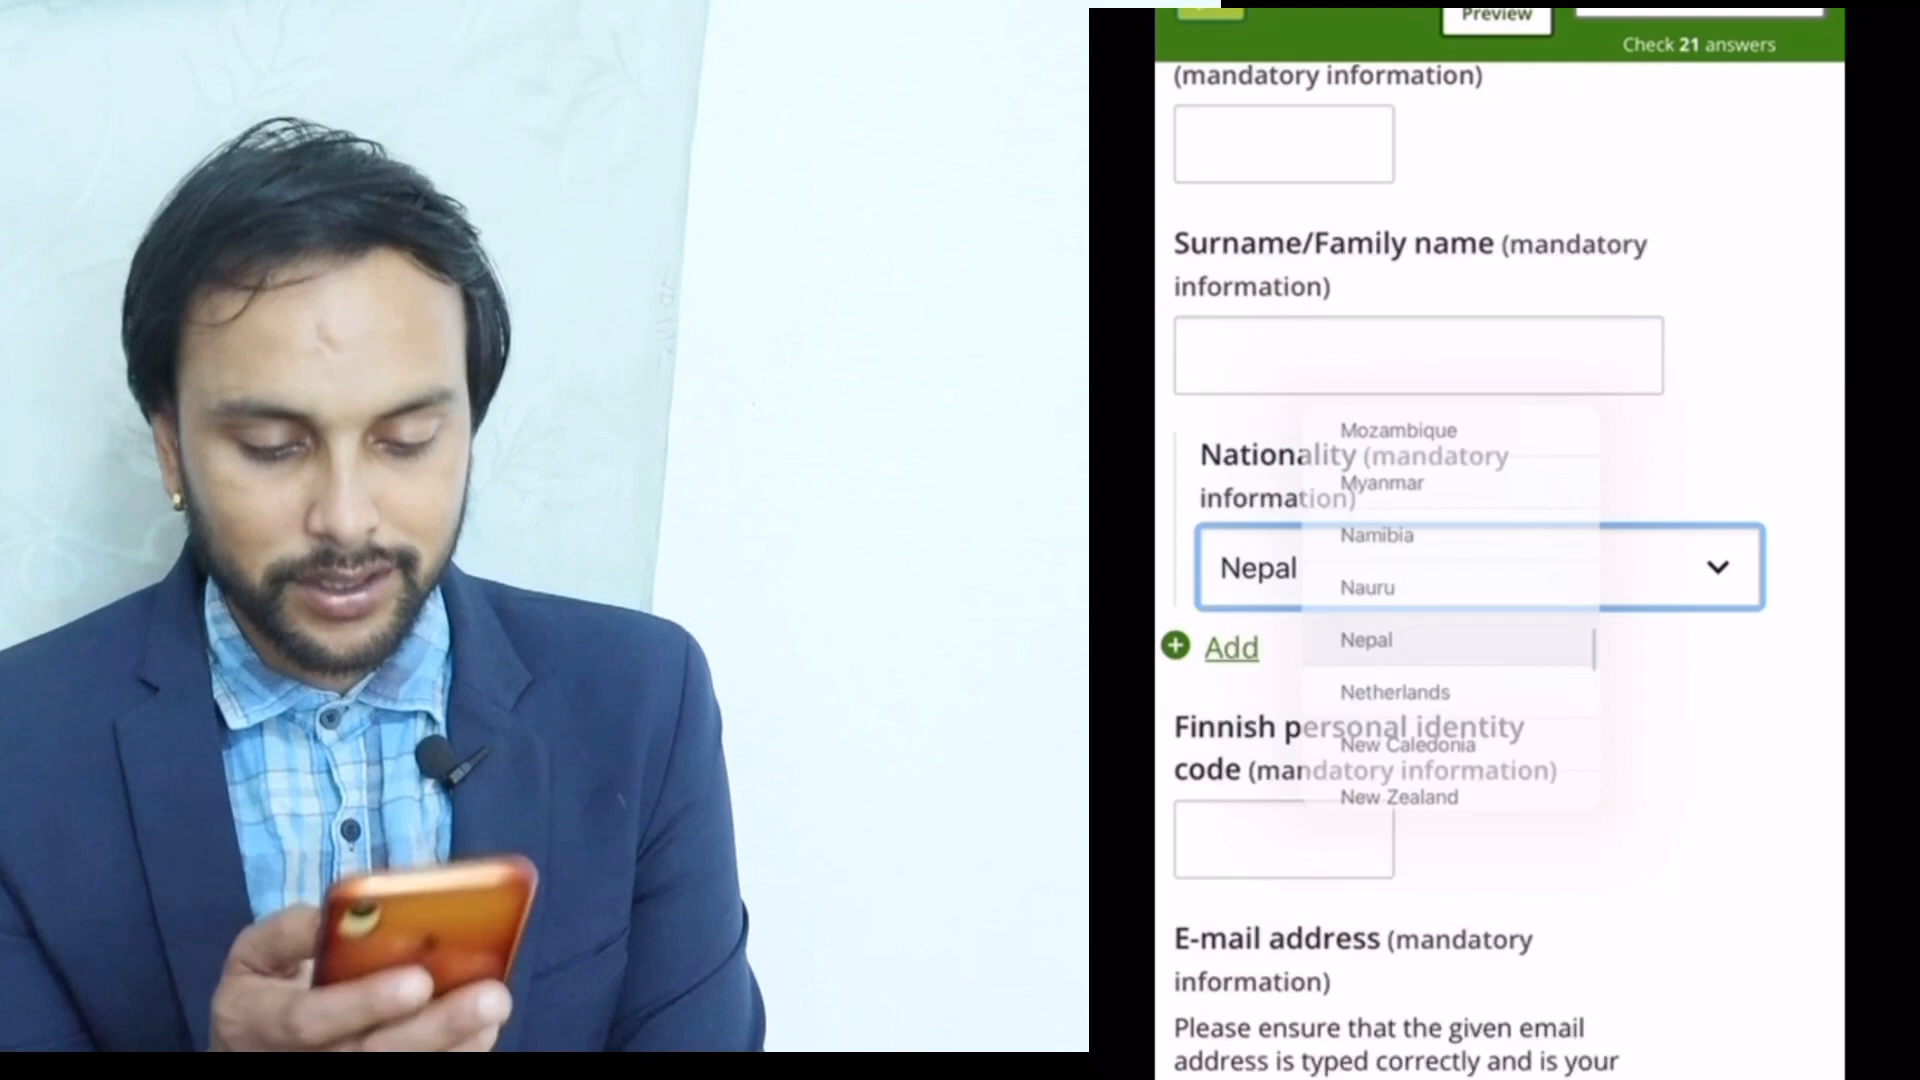 Preview
Check 21 answers
(mandatory information)
Surname/Family name (mandatory
information)
Nationality (mandatory
information)
Nepal
Mozambique
Myanmar
Namibia
Nauru
Nepal
Netherlands
New Caledonia
New Zealand
Add
Finnish personal identity
code (mandatory information)
E-mail address (mandatory
information)
Please ensure that the given email
address is typed correctly and is your